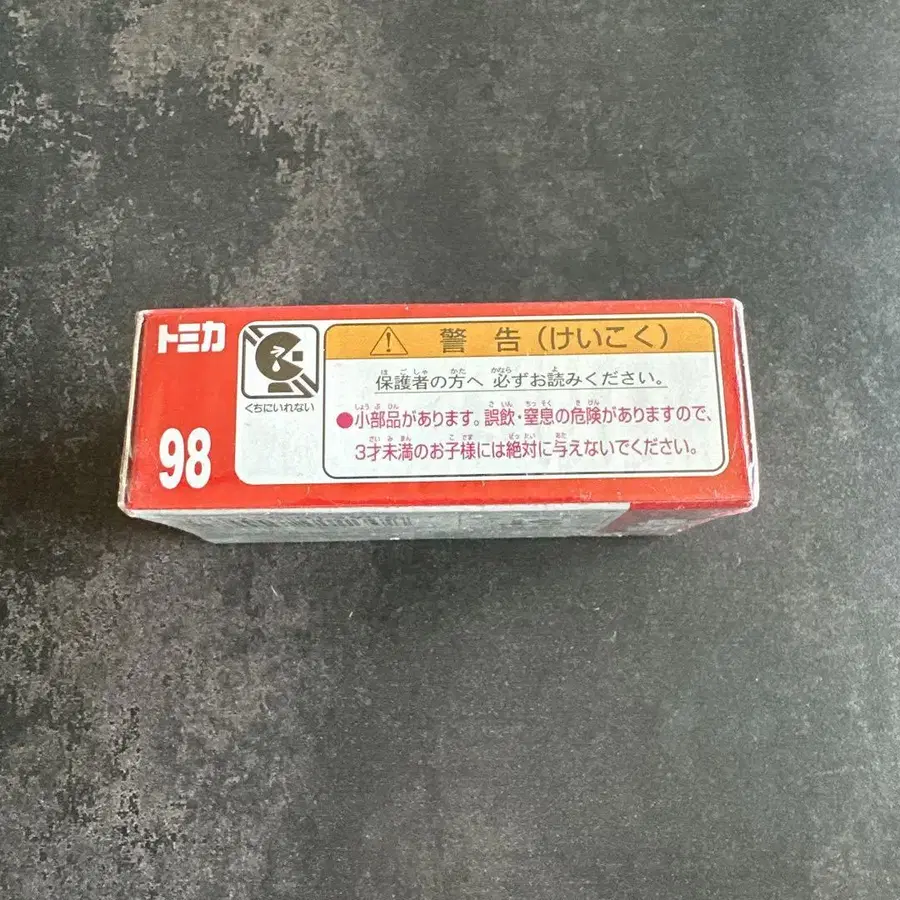 トミカ
98
くちにいれない
警告(けいこく)
ほごしゃ かた かなら よ
保護者の方へ 必ずお読みください。
しょうぶひん ごいん ちっそく きけん
●小部品があります。誤飲・窒息の危険がありますので、
さいみまん こさま ぜったい あた
3才未満のお子様には絶対に与えないでください。